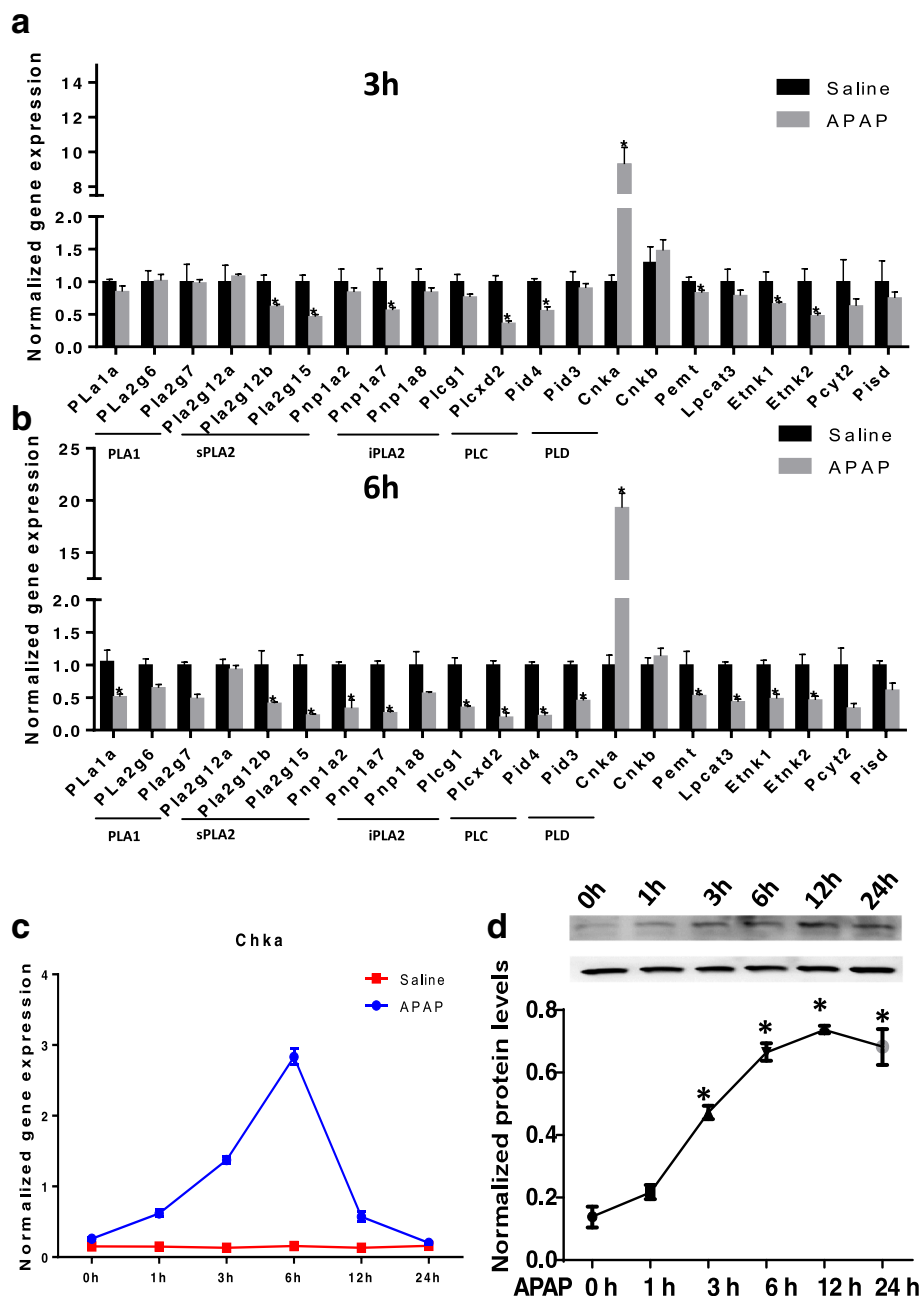 a
3h
Saline
APAP
Normalized gene expression
14
12
10
8
2.0
1.5
1.0
0.5
0.0
* * * * * * * * *
PLa1a PLa2g6 Pla2g7 Pla2g12a Pla2g12b Pla2g15 Pnp1a2 Pnp1a7 Pnp1a8 Plcg1 Plcxd2 Pid4 Pid3 Cnka Cnkb Pemt Lpcat3 Etnk1 Etnk2 Pcyt2 Pisd
PLA1 sPLA2 iPLA2 PLC PLD
b
6h
Saline
APAP
Normalized gene expression
25
20
15
2.0
1.5
1.0
0.5
0.0
* * * * * * * * * * * * * *
PLa1a PLa2g6 Pla2g7 Pla2g12a Pla2g12b Pla2g15 Pnp1a2 Pnp1a7 Pnp1a8 Plcg1 Plcxd2 Pid4 Pid3 Cnka Cnkb Pemt Lpcat3 Etnk1 Etnk2 Pcyt2 Pisd
PLA1 sPLA2 iPLA2 PLC PLD
c
Chka
Saline
APAP
Normalized gene expression
4
3
2
1
0
0h 1h 3h 6h 12h 24h
d
0h 1h 3h 6h 12h 24h
Normalized protein levels
0.8
0.6
0.4
0.2
0.0
* * * *
APAP 0 h 1 h 3 h 6 h 12 h 24 h